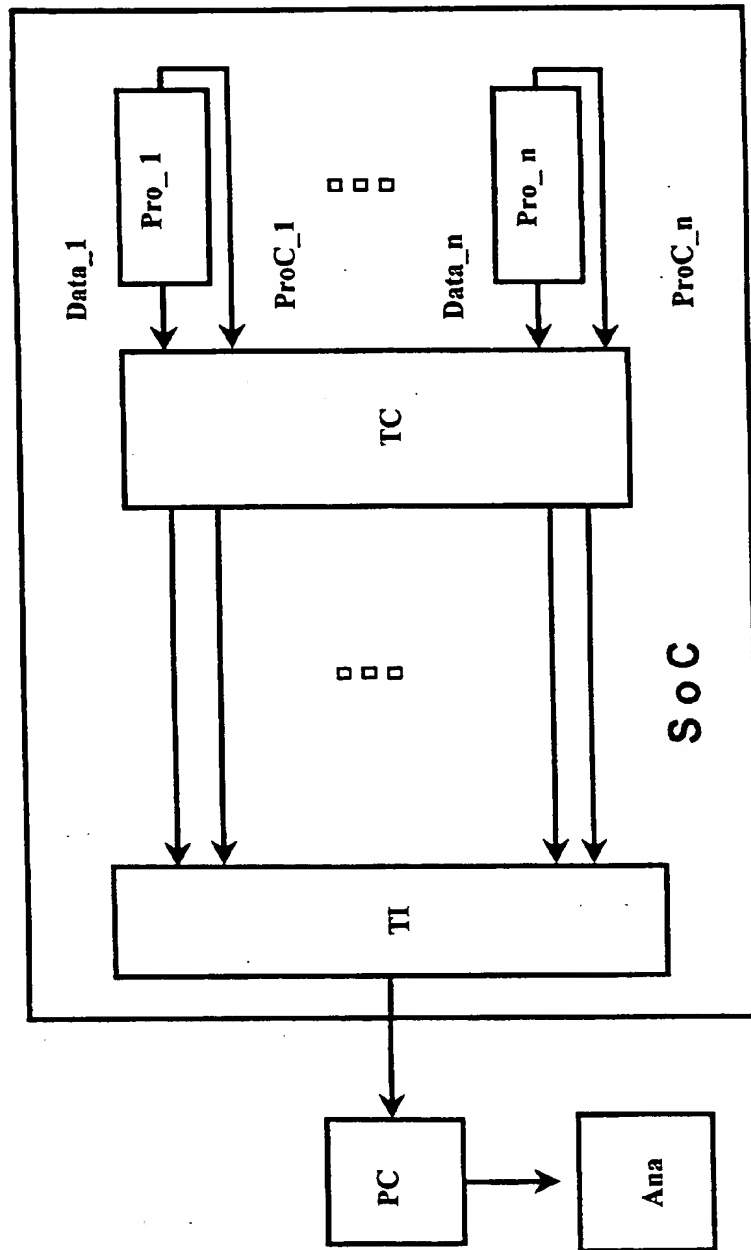 Data_1
Pro_1
ProC_1
Data_n
Pro_n
ProC_n
TC
TI
SoC
PC
Ana